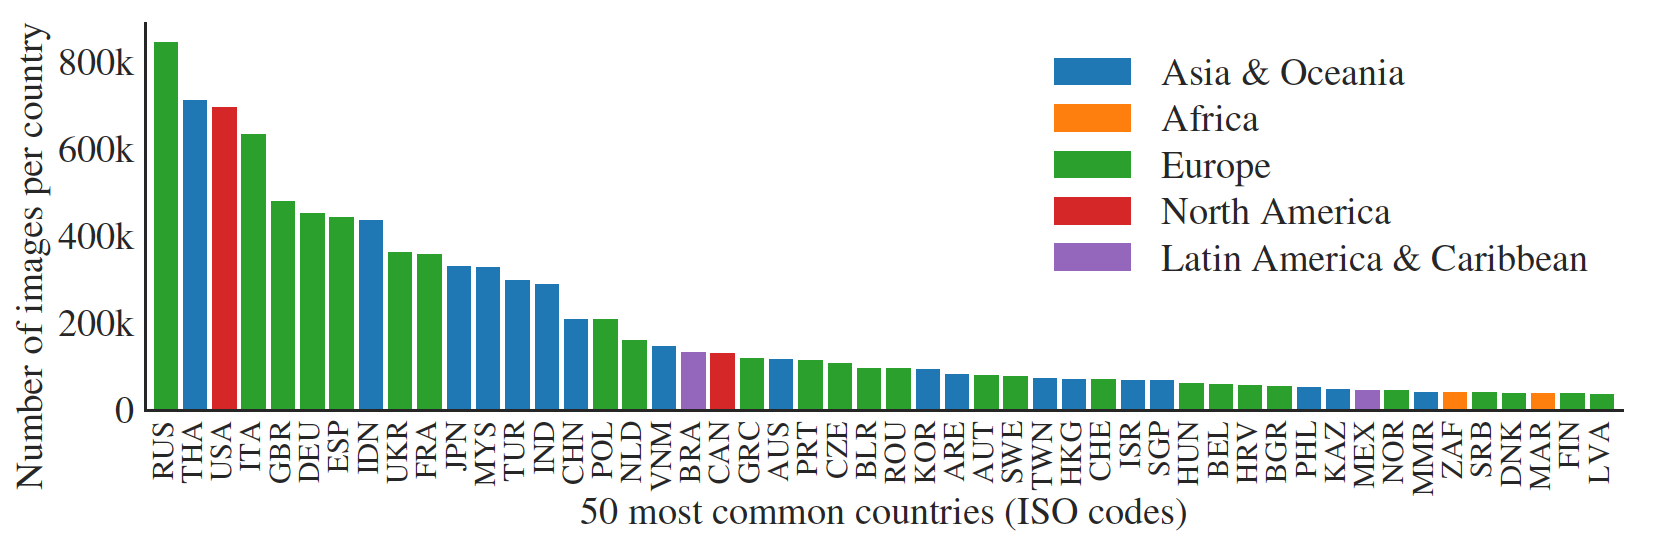 Number of images per country
800k
600k
400k
200k
0
Asia & Oceania
Africa
Europe
North America
Latin America & Caribbean
RUS THA USA ITA GBR DEU ESP IDN UKR FRA JPN MYS TUR IND CHN POL NLD VNM BRA CAN GRC AUS PRT CZE BLR ROU KOR ARE AUT SWE TWN HKG CHE ISR SGP HUN BEL HRV BGR PHL KAZ MEX NOR MMR ZAF SRB DNK MAR FIN LVA
50 most common countries (ISO codes)